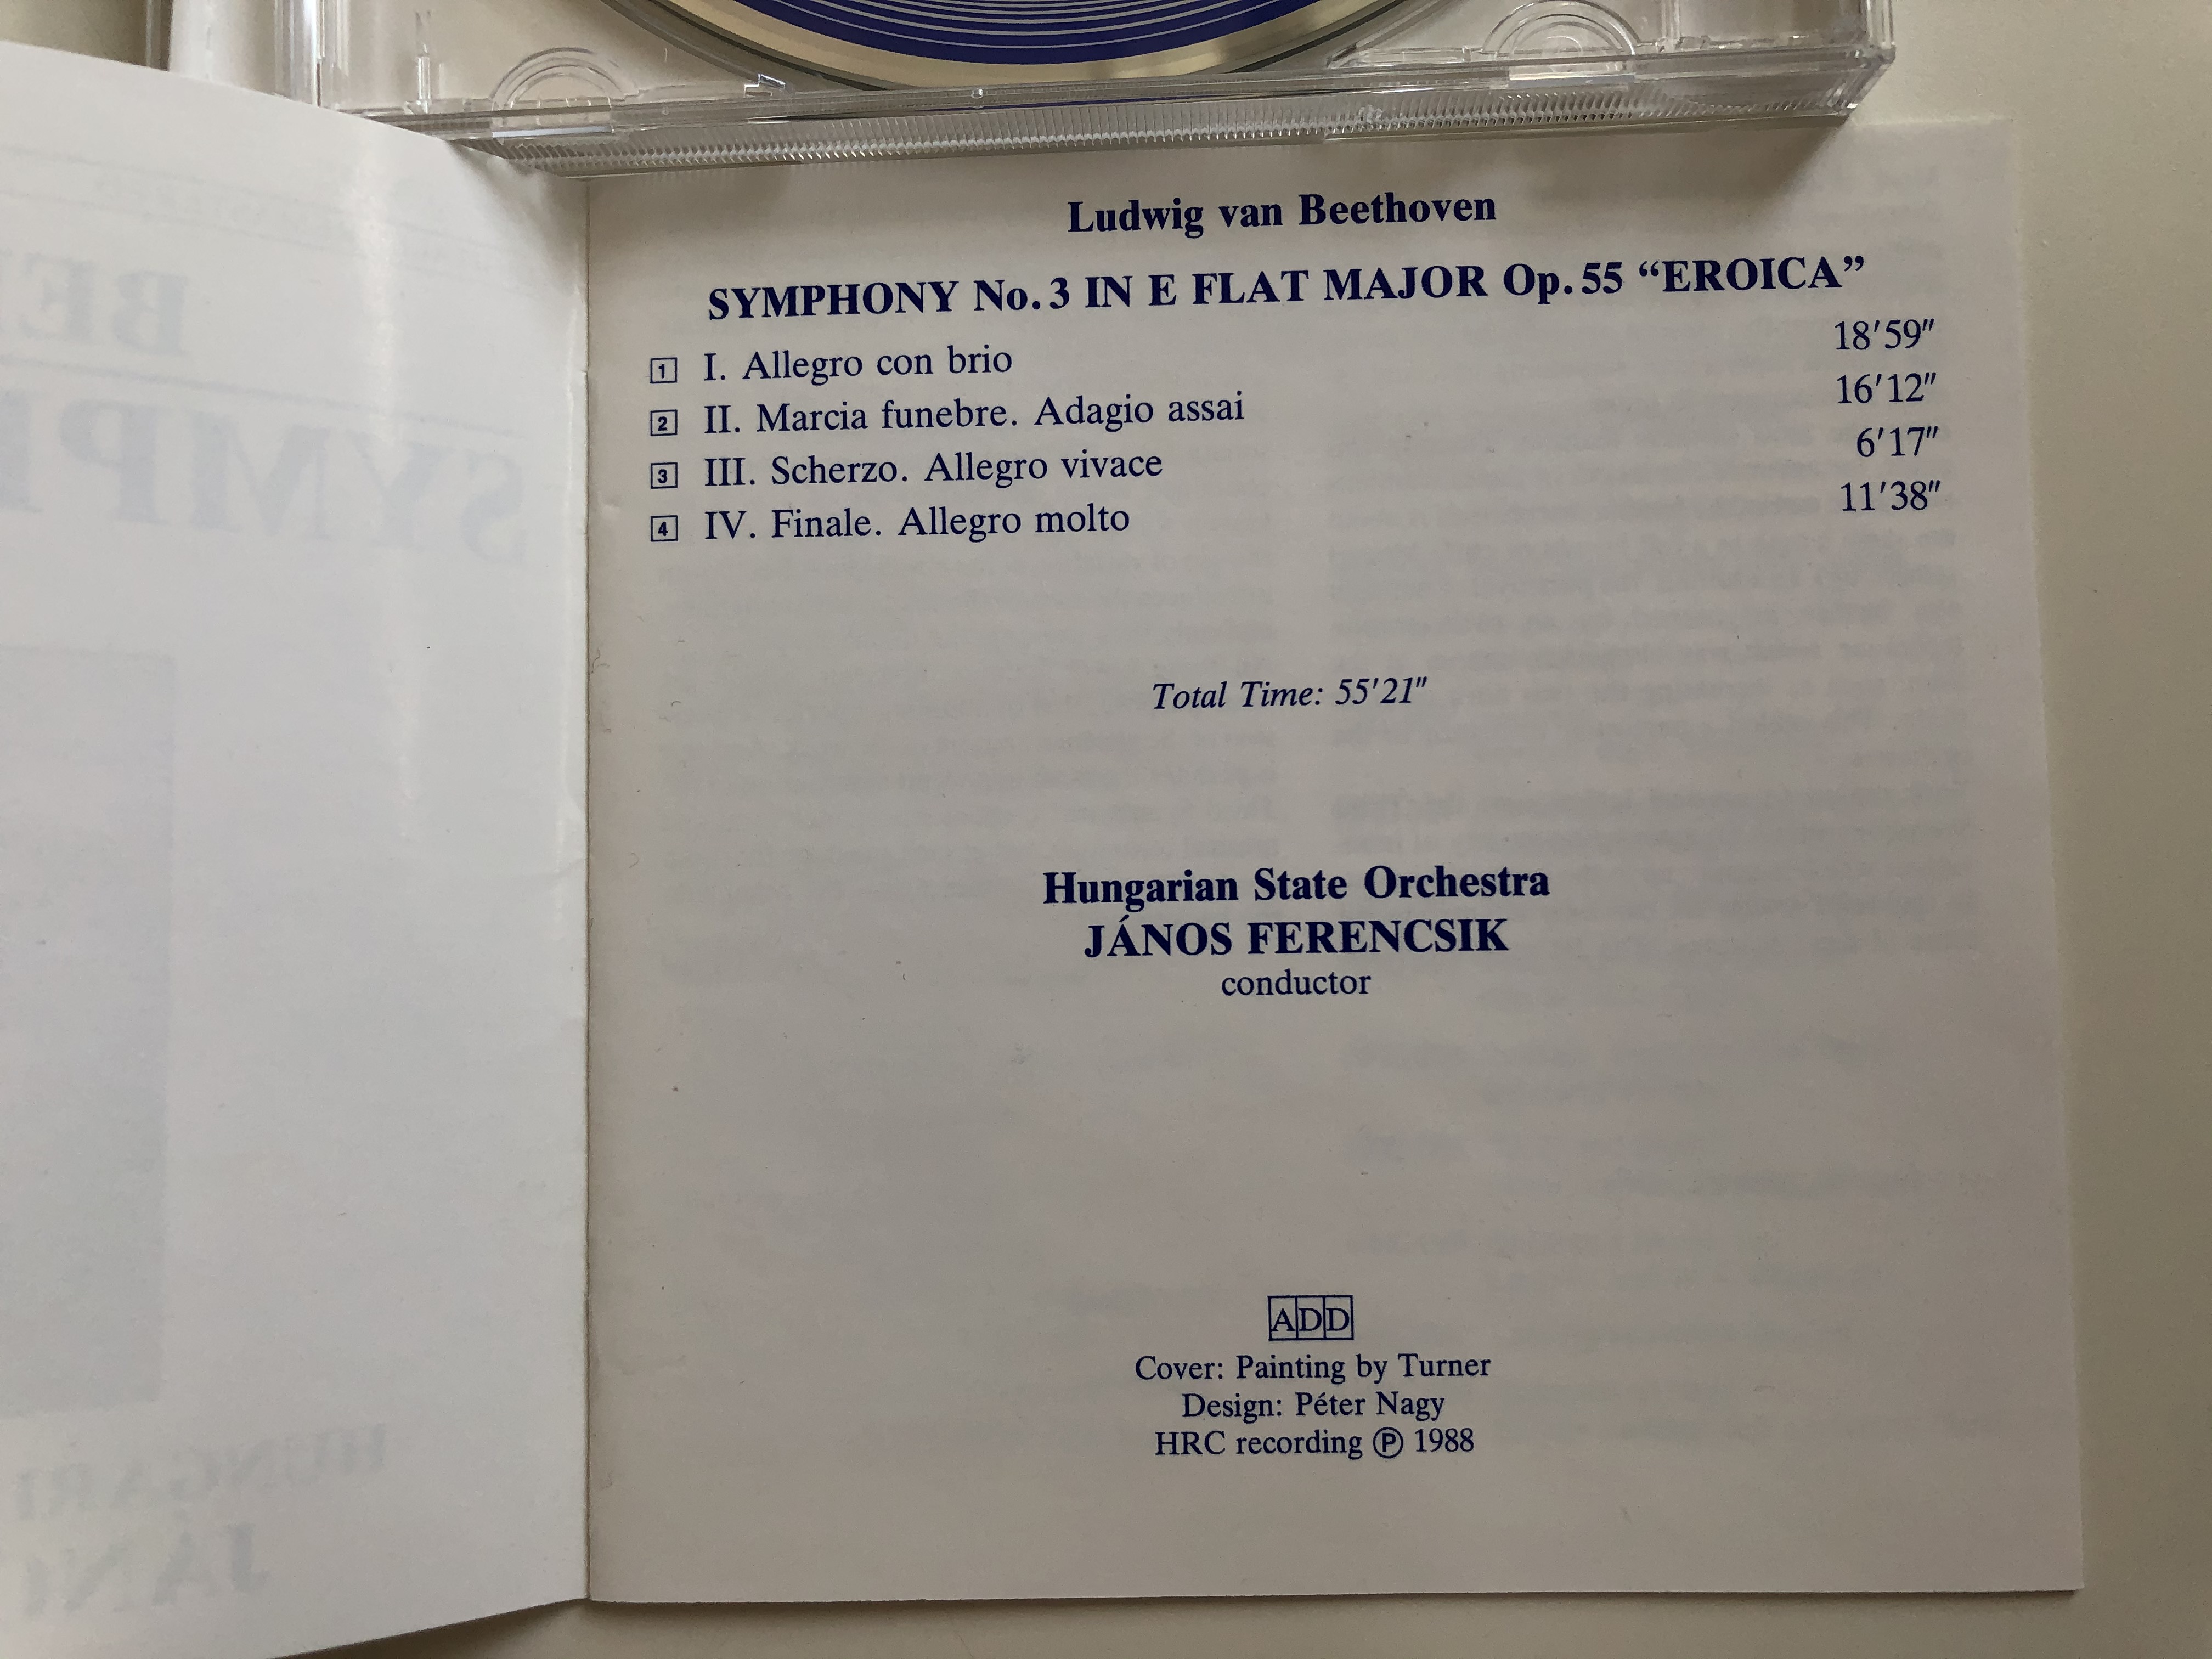 Ludwig van Beethoven
SYMPHONY No. 3 IN E FLAT MAJOR Op. 55 “EROICA”
1 I. Allegro con brio 18′59″
2 II. Marcia funebre. Adagio assai 16′12″
3 III. Scherzo. Allegro vivace 6′17″
4 IV. Finale. Allegro molto 11′38″
Total Time: 55′21″
Hungarian State Orchestra
JÁNOS FERENCSIK
conductor
ADD
Cover: Painting by Turner
Design: Péter Nagy
HRC recording ℗ 1988